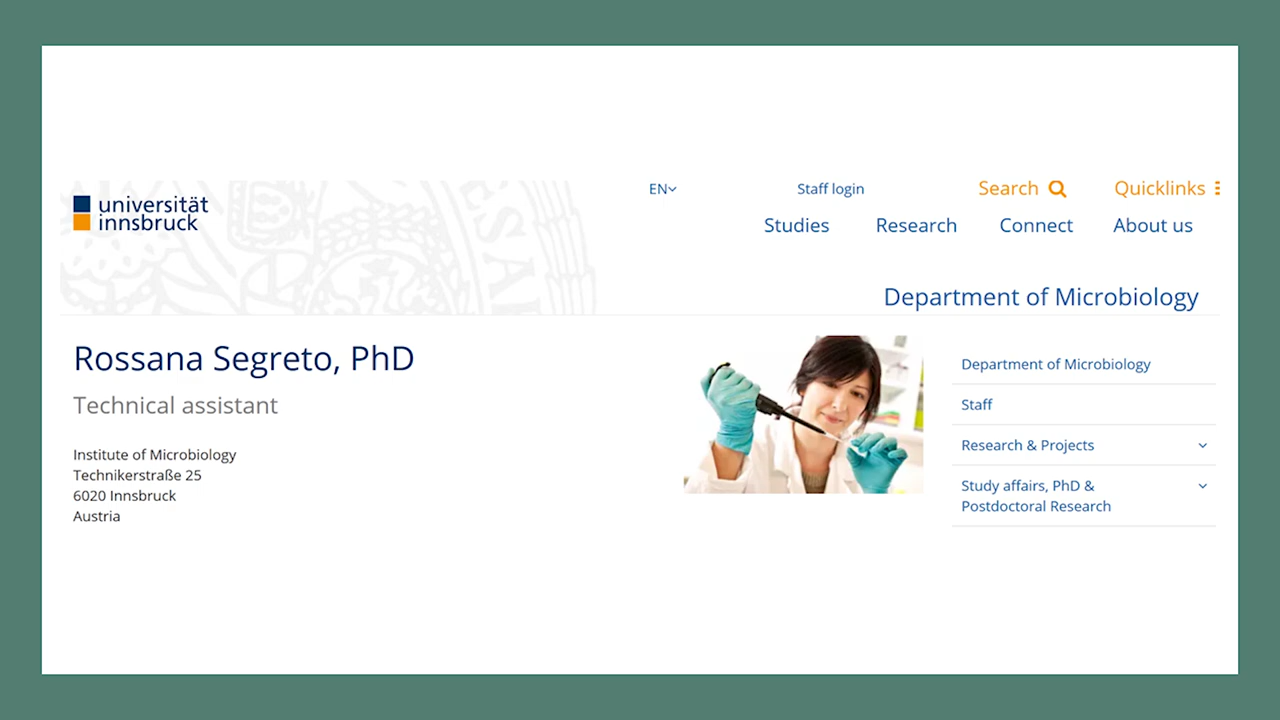 universität
innsbruck
EN
Staff login
Search
Quicklinks
Studies
Research
Connect
About us
Department of Microbiology
Rossana Segreto, PhD
Technical assistant
Institute of Microbiology
Technikerstraße 25
6020 Innsbruck
Austria
Department of Microbiology
Staff
Research & Projects
Study affairs, PhD &
Postdoctoral Research